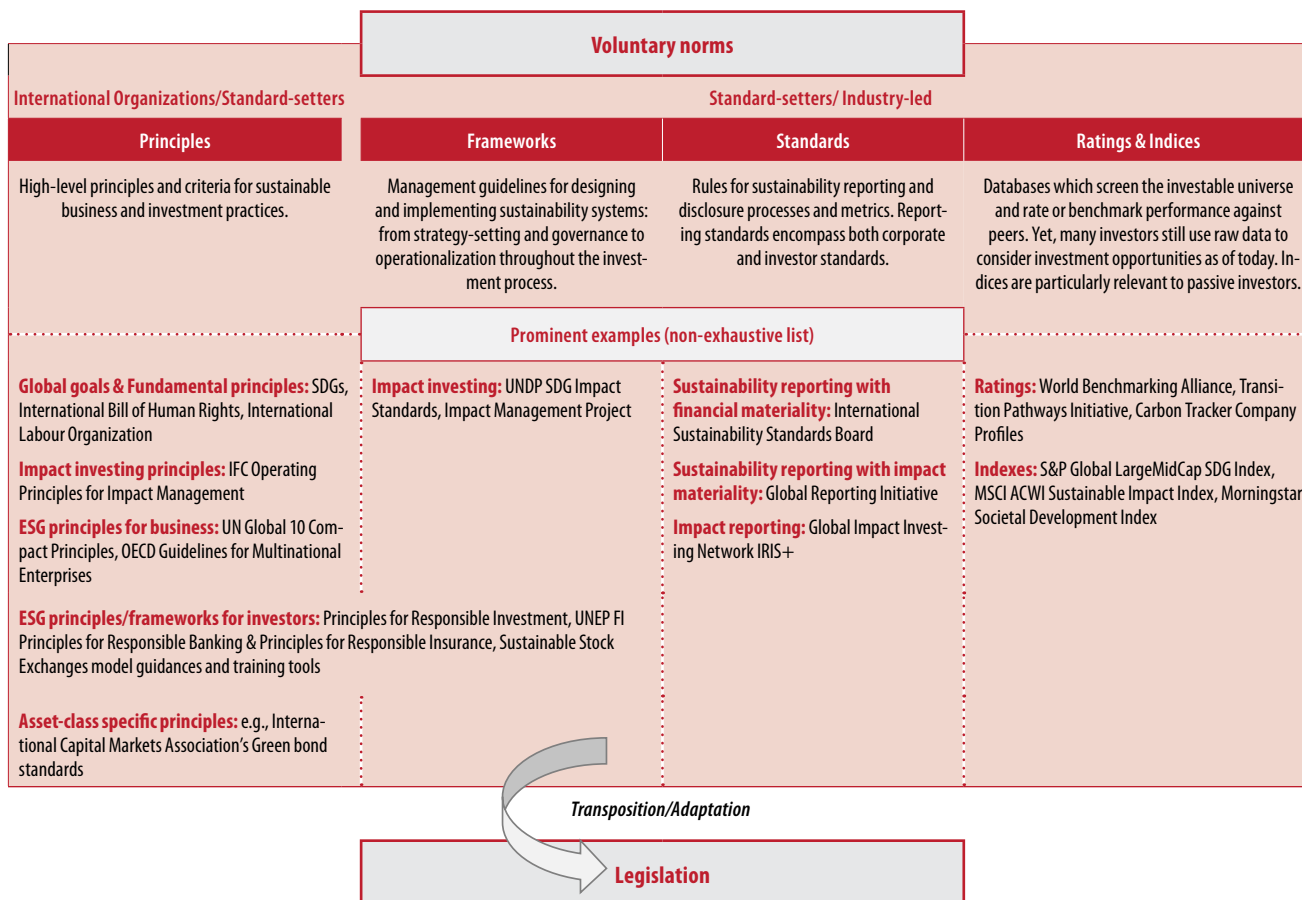 Voluntary norms
International Organizations/Standard-setters
Standard-setters/ Industry-led
Principles
Frameworks
Standards
Ratings & Indices
High-level principles and criteria for sustainable
business and investment practices.
Management guidelines for designing
and implementing sustainability systems:
from strategy-setting and governance to
operationalization throughout the invest-
ment process.
Rules for sustainability reporting and
disclosure processes and metrics. Report-
ing standards encompass both corporate
and investor standards.
Databases which screen the investable universe
and rate or benchmark performance against
peers. Yet, many investors still use raw data to
consider investment opportunities as of today. In-
dices are particularly relevant to passive investors.
Prominent examples (non-exhaustive list)
Global goals & Fundamental principles: SDGs,
International Bill of Human Rights, International
Labour Organization
Impact investing principles: IFC Operating
Principles for Impact Management
ESG principles for business: UN Global 10 Com-
pact Principles, OECD Guidelines for Multinational
Enterprises
Impact investing: UNDP SDG Impact
Standards, Impact Management Project
Sustainability reporting with
financial materiality: International
Sustainability Standards Board
Sustainability reporting with impact
materiality: Global Reporting Initiative
Impact reporting: Global Impact Invest-
ing Network IRIS+
Ratings: World Benchmarking Alliance, Transi-
tion Pathways Initiative, Carbon Tracker Company
Profiles
Indexes: S&P Global LargeMidCap SDG Index,
MSCI ACWI Sustainable Impact Index, Morningstar
Societal Development Index
ESG principles/frameworks for investors: Principles for Responsible Investment, UNEP FI
Principles for Responsible Banking & Principles for Responsible Insurance, Sustainable Stock
Exchanges model guidances and training tools
Asset-class specific principles: e.g., Interna-
tional Capital Markets Association's Green bond
standards
Transposition/Adaptation
Legislation